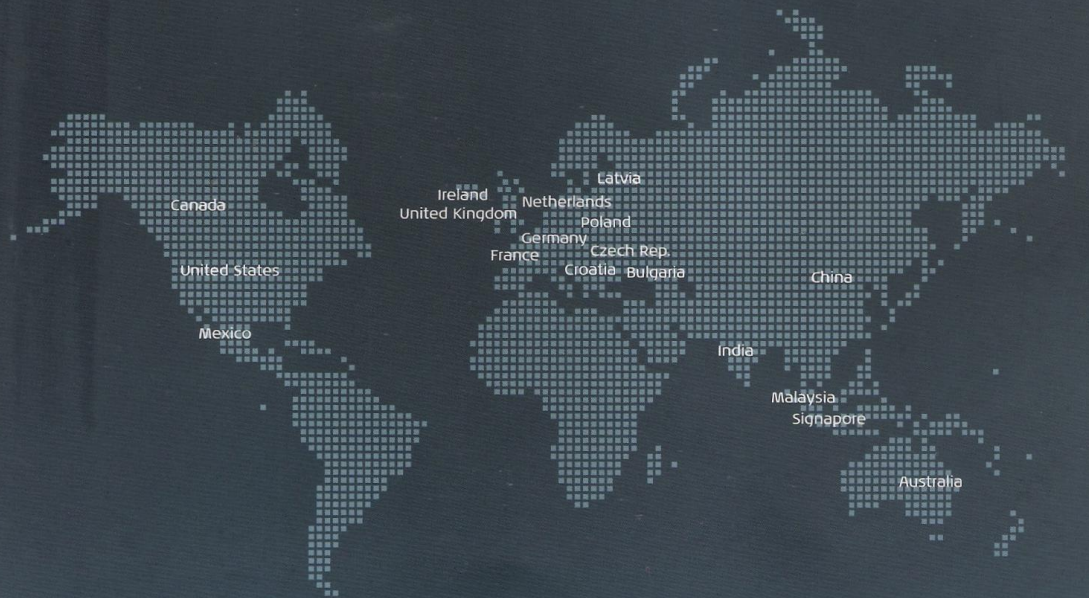 Latvia
Ireland
Netherlands
Canada
United Kingdom
Poland
Germany
Czech Rep.
France
Croatia
Bulgaria
United States
China
Mexico
India
Malaysia
Signapore
Australia